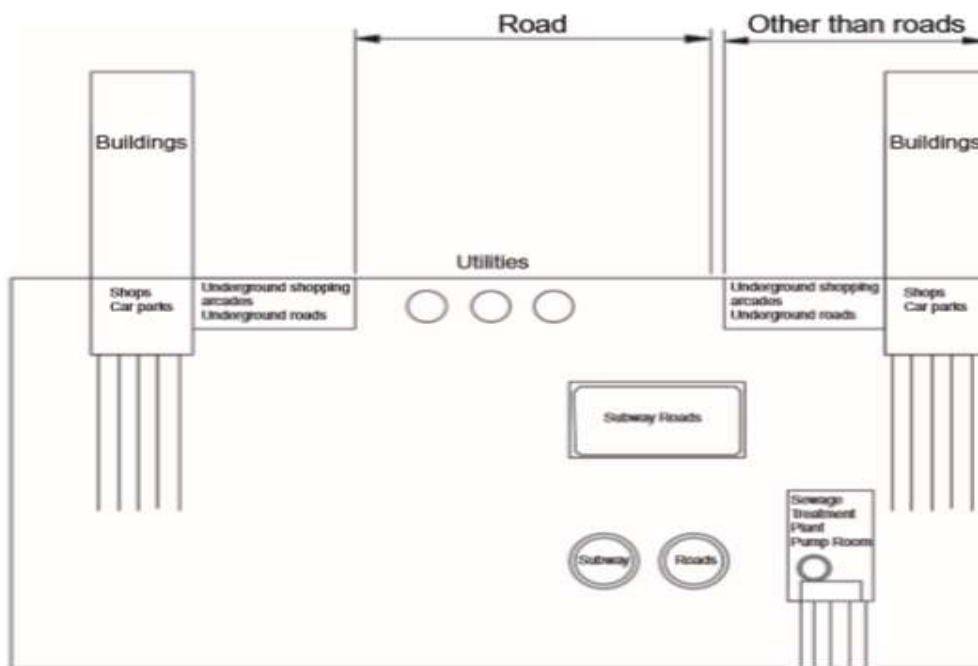 Road
Other than roads
Buildings
Buildings
Utilities
Shops
Car parks
Underground shopping
arcades
Underground roads
Underground shopping
arcades
Underground roads
Shops
Car parks
Subway Roads
Sewage
Treatment
Plant
Pump Room
Subway
Roads